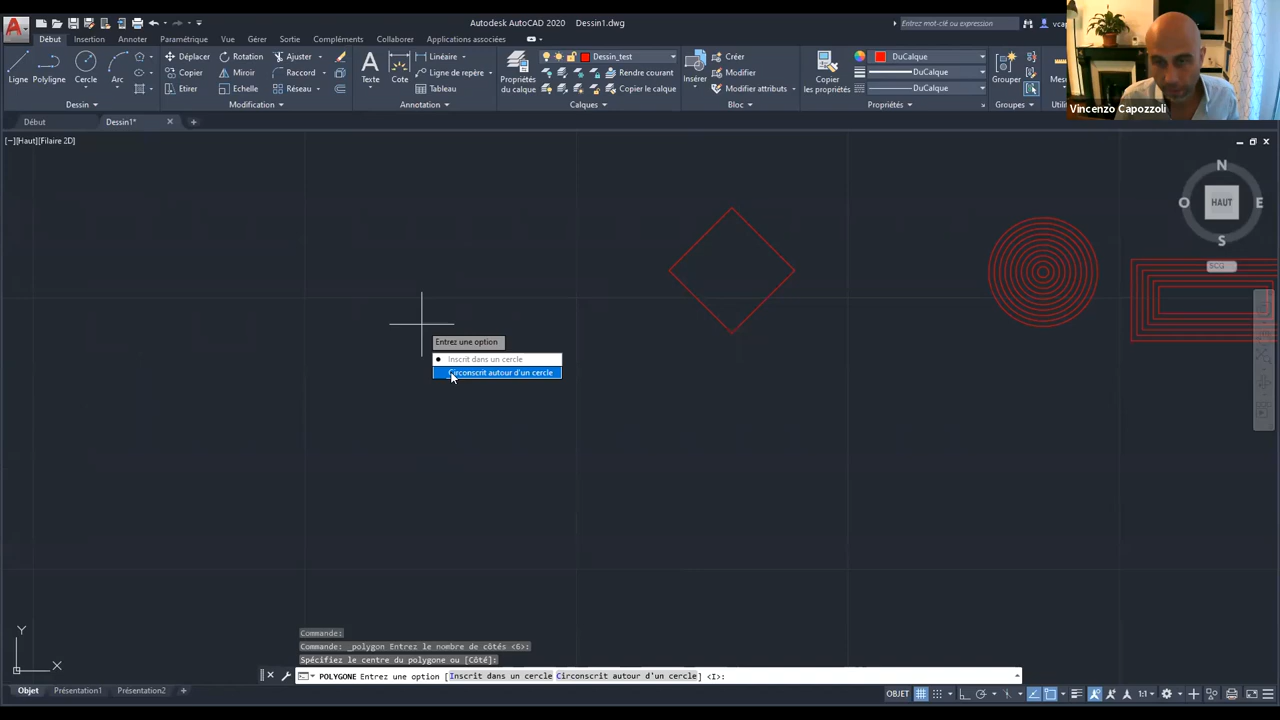 Autodesk AutoCAD 2020 Dessin1.dwg
Entrez mot-clé ou expression
Début Insertion Annoter Paramétrique Vue Gérer Sortie Compléments Collaborer Express Tools Applications associées
Ligne Polyligne Cercle Arc
Déplacer Rotation Ajuster
Copier Miroir Raccord
Etirer Echelle Réseau
Texte Cote
Linéaire
Ligne de repère
Tableau
Propriétés du calque
Dessin_test
Rendre courant
Copier le calque
Insérer
Créer
Modifier
Modifier attributs
Copier les propriétés
DuCalque
DuCalque
DuCalque
Grouper
Dessin Modification Annotation Calques Bloc Propriétés Groupes
Vincenzo Capozzoli
Début Dessin1*
[−][Haut][Filaire 2D]
N
O HAUT E
S
SCG
Entrez une option
Inscrit dans un cercle
Circonscrit autour d'un cercle
Y
X
Commande:
Commande: _polygon Entrez le nombre de côtés <6>:
Spécifiez le centre du polygone ou [Côté]:
POLYGONE Entrez une option [Inscrit dans un cercle Circonscrit autour d'un cercle] <I>:
Objet Présentation1 Présentation2 +
OBJET 1:1